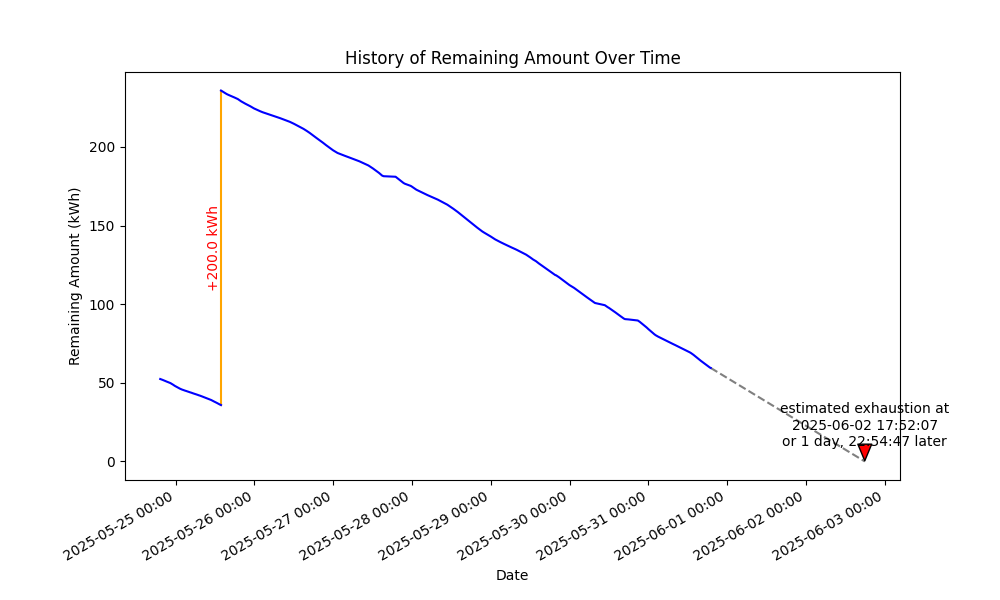 History of Remaining Amount Over Time
Remaining Amount (kWh)
200
150
100
50
0
+200.0 kWh
estimated exhaustion at
2025-06-02 17:52:07
or 1 day, 22:54:47 later
2025-05-25 00:00
2025-05-26 00:00
2025-05-27 00:00
2025-05-28 00:00
2025-05-29 00:00
2025-05-30 00:00
2025-05-31 00:00
2025-06-01 00:00
2025-06-02 00:00
2025-06-03 00:00
Date